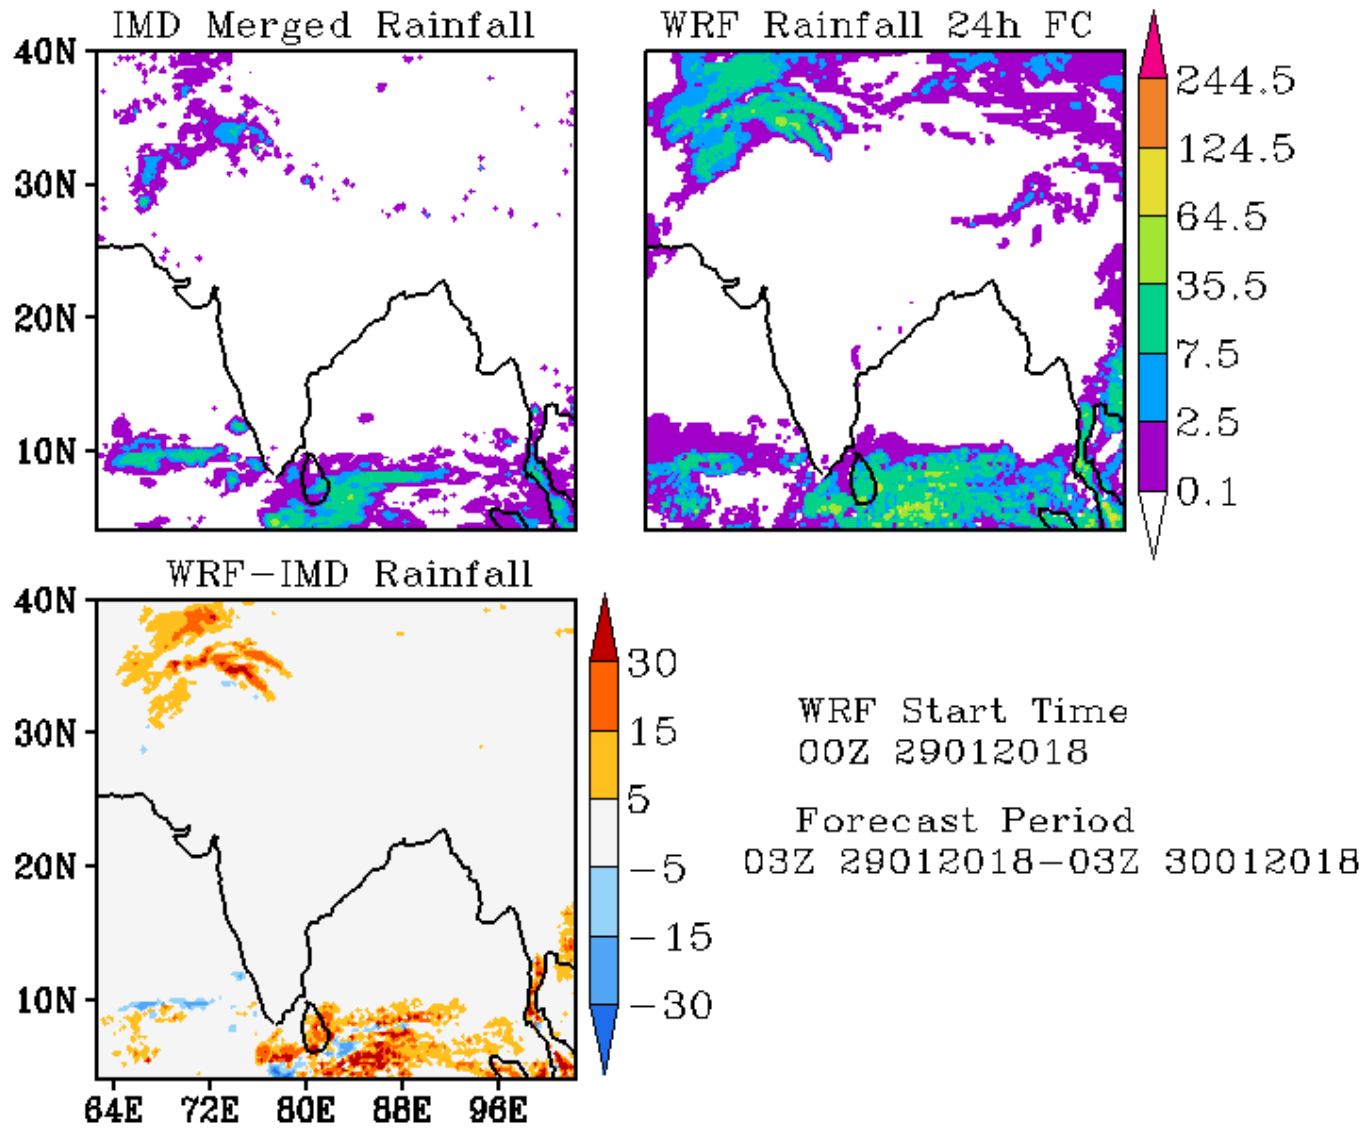 IMD Merged Rainfall
WRF Rainfall 24h FC
40N
30N
20N
10N
244.5
124.5
64.5
35.5
7.5
2.5
0.1
WRF-IMD Rainfall
40N
30N
20N
10N
64E 72E 80E 88E 96E
30
15
5
-5
-15
-30
WRF Start Time
00Z 29012018
Forecast Period
03Z 29012018-03Z 30012018